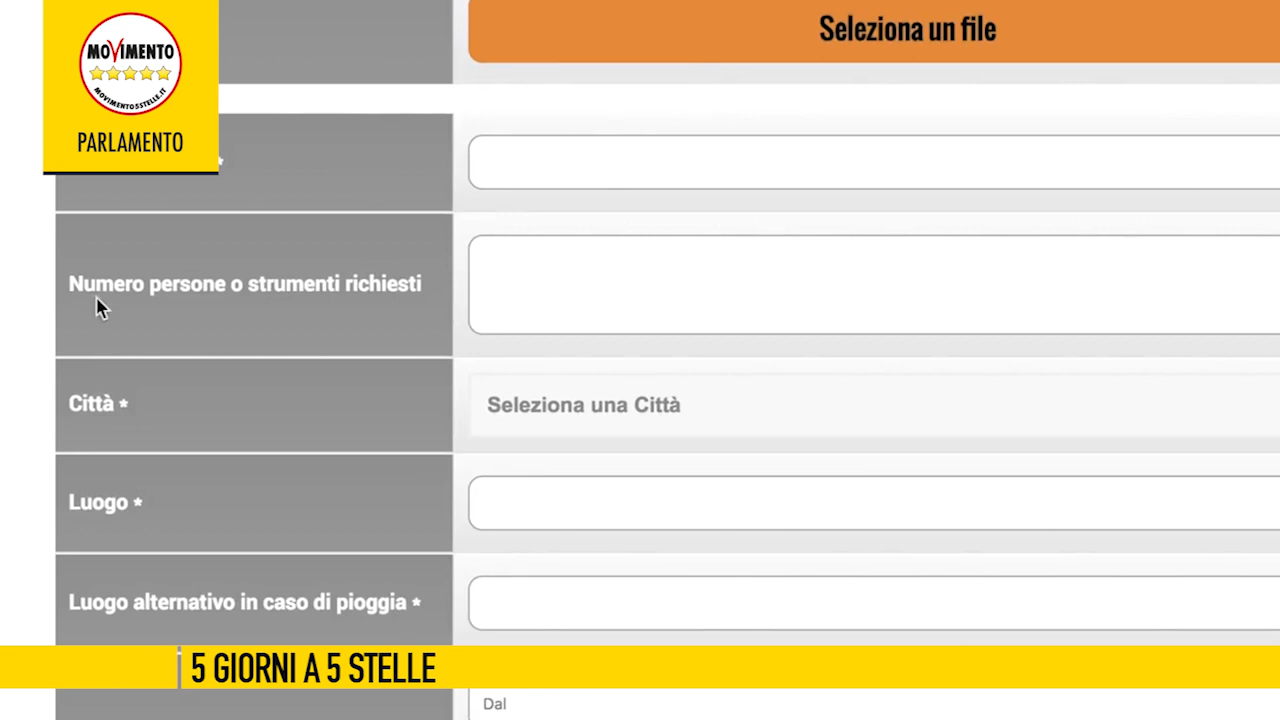 Seleziona un file
MOVIMENTO
MOVIMENTO5STELLE.IT
PARLAMENTO
*
Numero persone o strumenti richiesti
Città *
Seleziona una Città
Luogo *
Luogo alternativo in caso di pioggia *
5 GIORNI A 5 STELLE
Dal